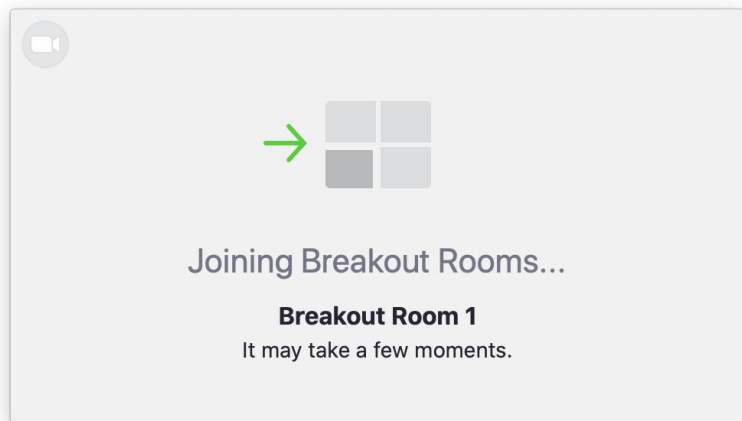 Joining Breakout Rooms...
Breakout Room 1
It may take a few moments.